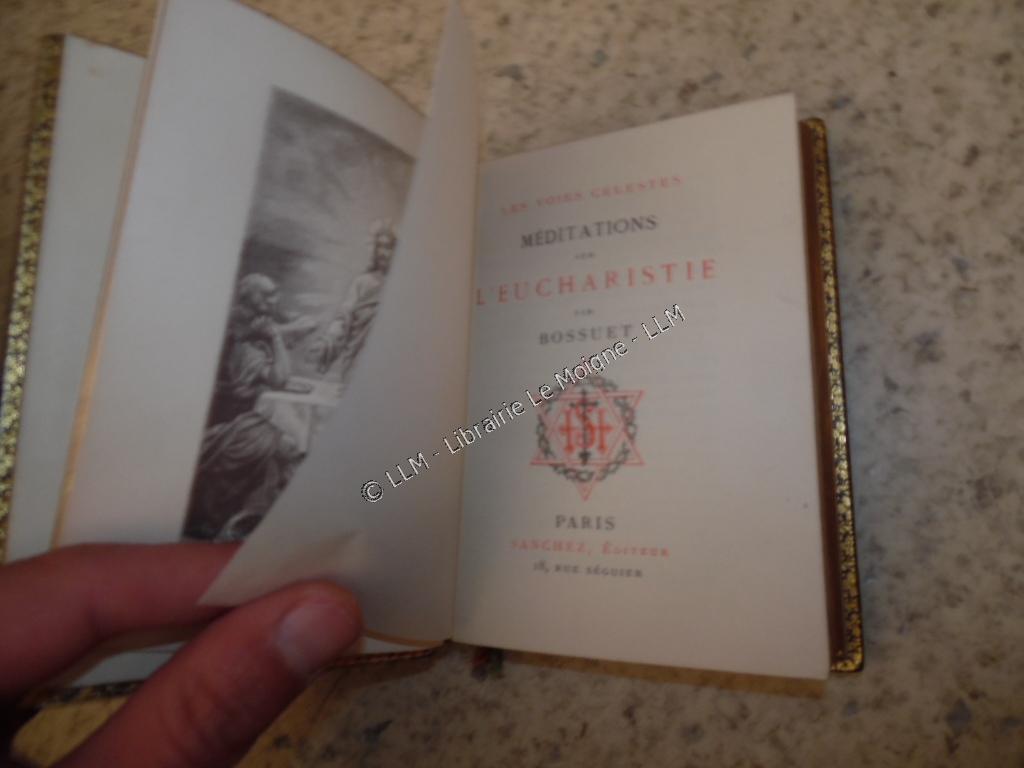 LES VOIES CELESTES
MÉDITATIONS
SUR
L'EUCHARISTIE
PAR
BOSSUET
IHS
PARIS
SANCHEZ, ÉDITEUR
18, RUE SÉGUIER
© LLM - Librairie Le Moigne - LLM